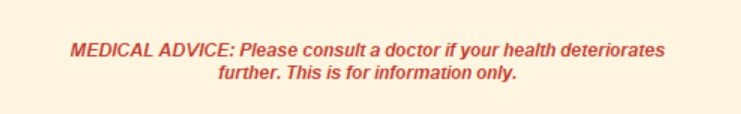 MEDICAL ADVICE: Please consult a doctor if your health deteriorates
further. This is for information only.